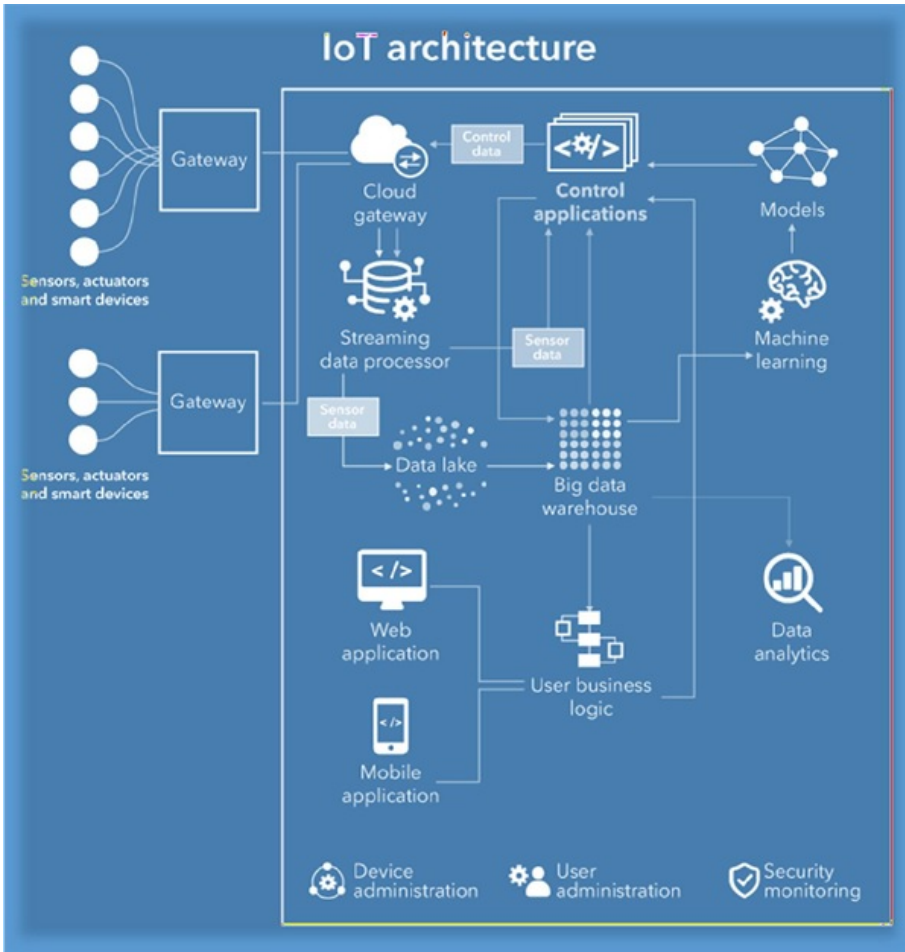 IoT architecture
Gateway
Sensors, actuators
and smart devices
Gateway
Sensors, actuators
and smart devices
Cloud
gateway
Control
data
</>
Control
applications
Models
Streaming
data processor
Sensor
data
Machine
learning
Sensor
data
Data lake
Big data
warehouse
</>
Web
application
User business
logic
Data
analytics
</>
Mobile
application
Device
administration
User
administration
Security
monitoring